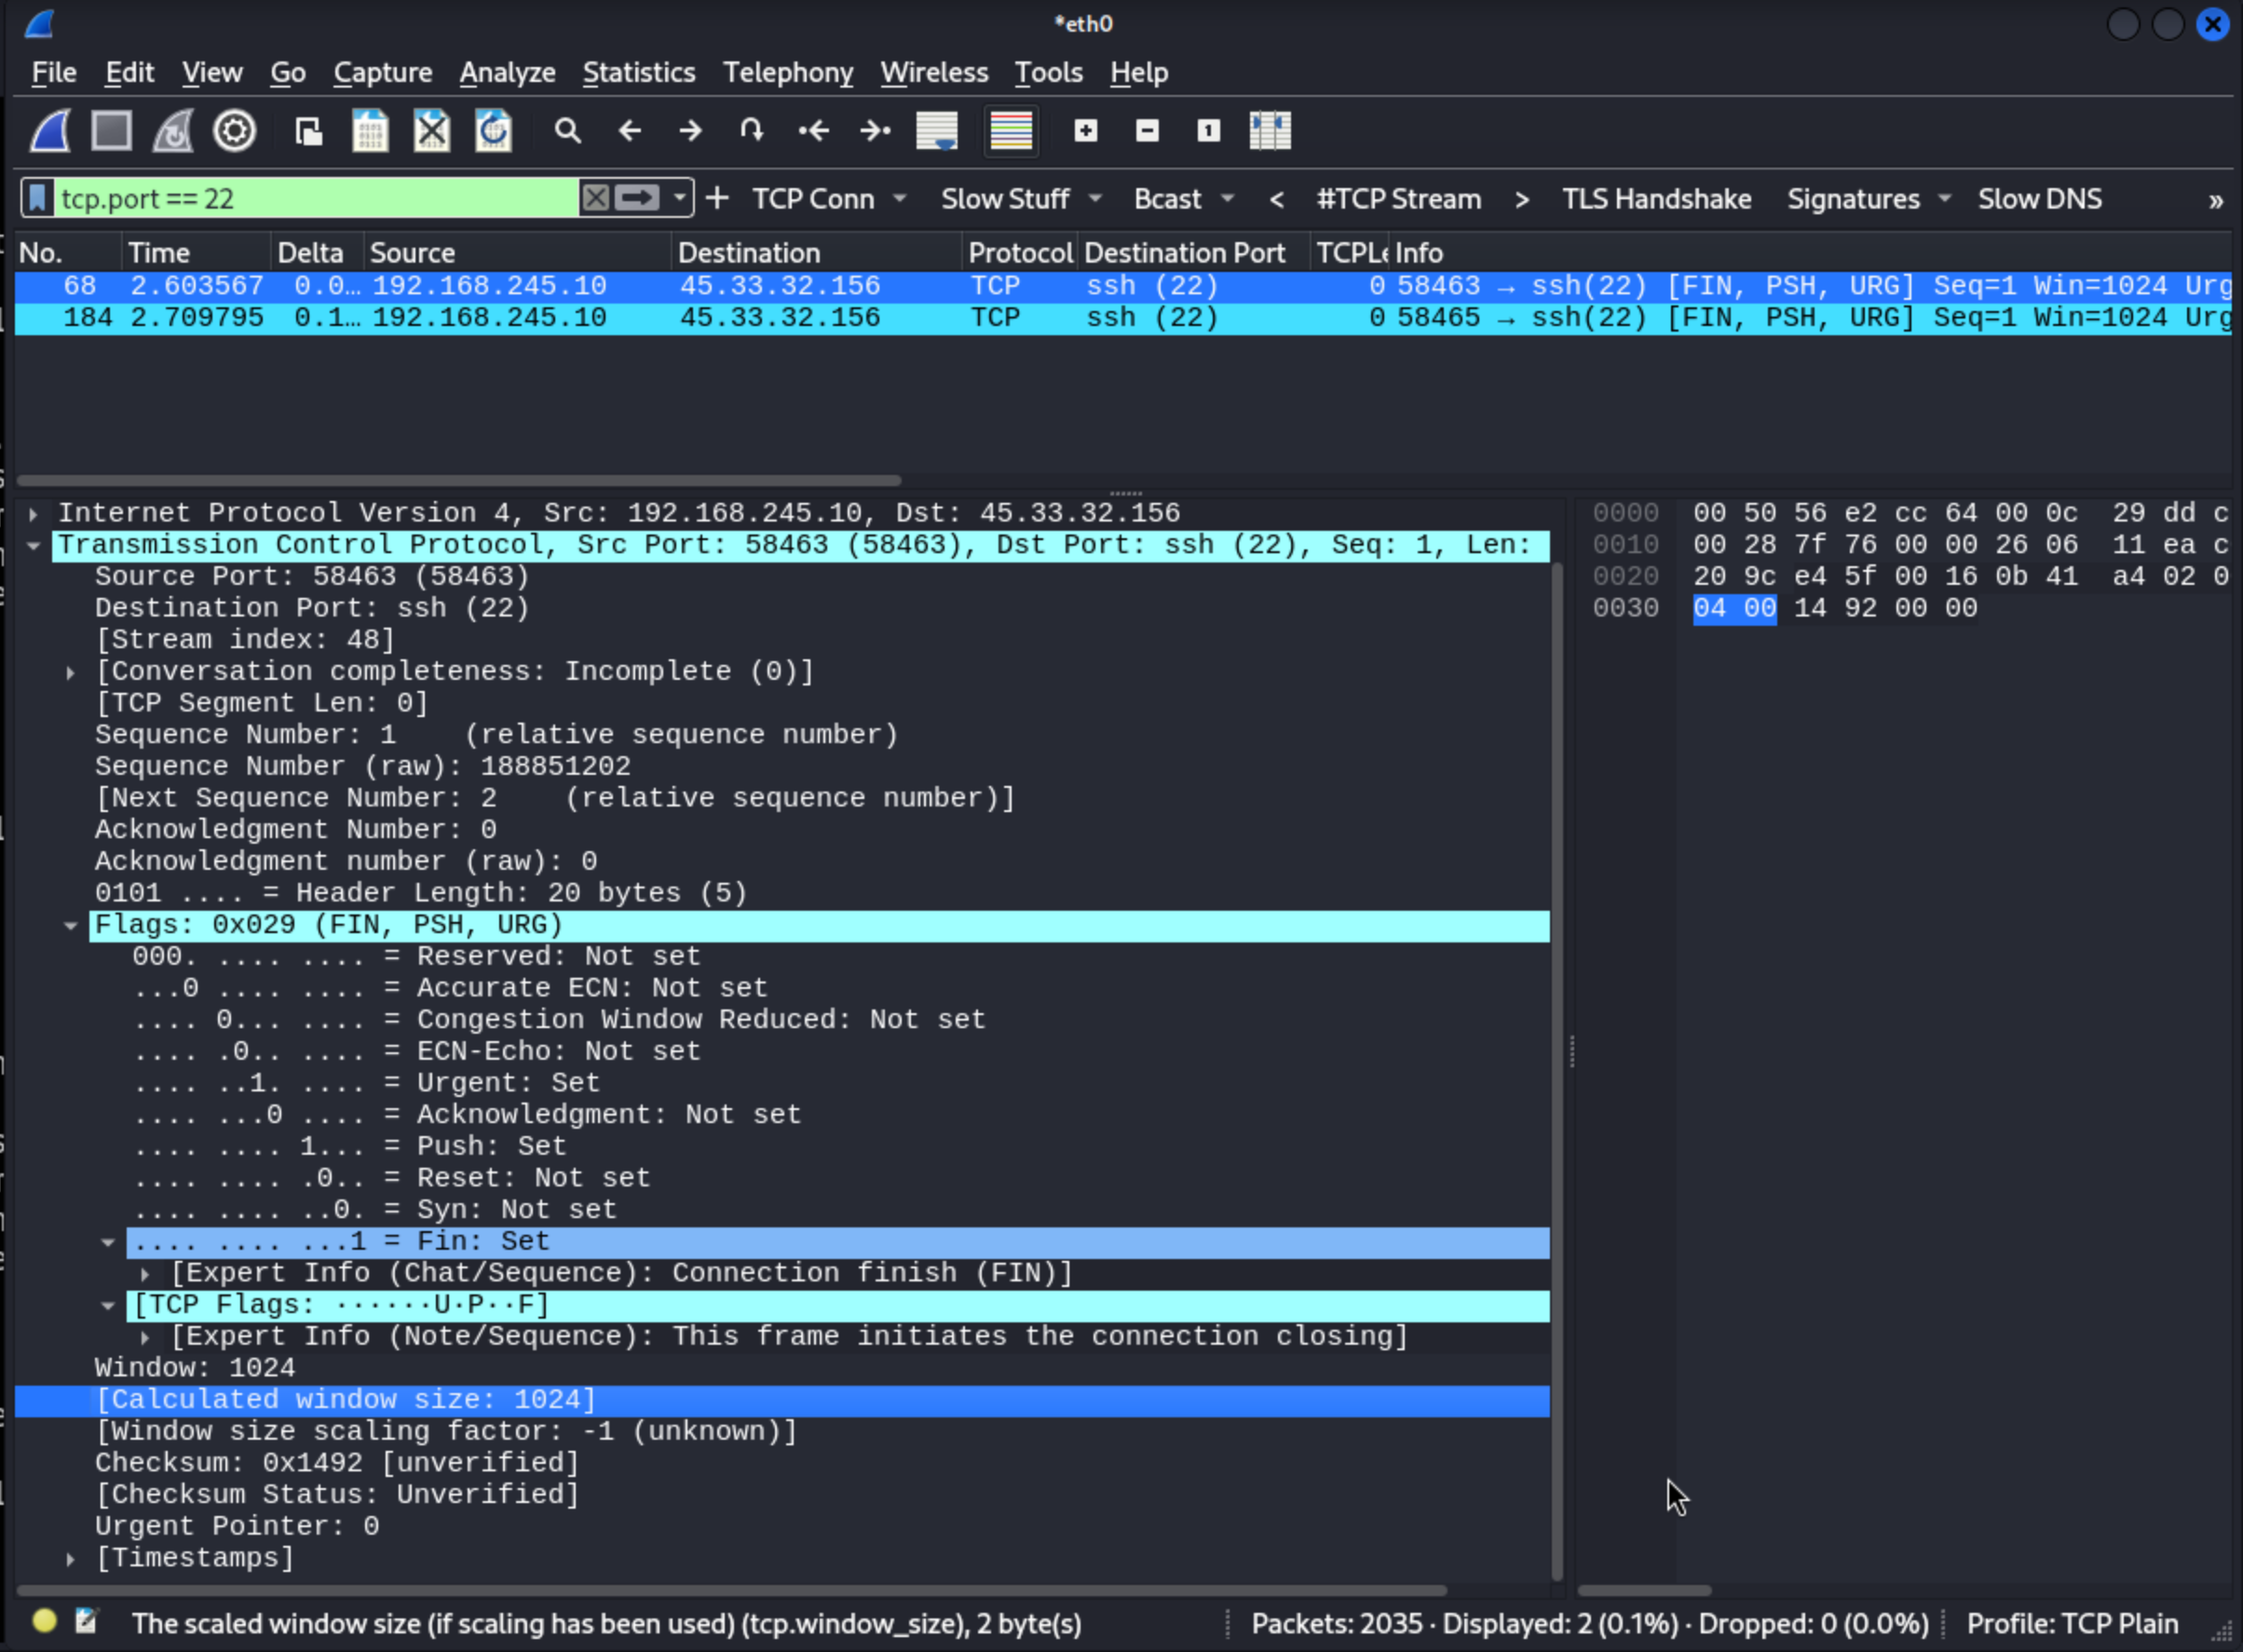 *eth0
File Edit View Go Capture Analyze Statistics Telephony Wireless Tools Help
tcp.port == 22 + TCP Conn Slow Stuff Bcast < #TCP Stream > TLS Handshake Signatures Slow DNS »
No. Time Delta Source Destination Protocol Destination Port TCPLe Info
68 2.603567 0.0… 192.168.245.10 45.33.32.156 TCP ssh (22) 0 58463 → ssh(22) [FIN, PSH, URG] Seq=1 Win=1024 Urg
184 2.709795 0.1… 192.168.245.10 45.33.32.156 TCP ssh (22) 0 58465 → ssh(22) [FIN, PSH, URG] Seq=1 Win=1024 Urg
Internet Protocol Version 4, Src: 192.168.245.10, Dst: 45.33.32.156
Transmission Control Protocol, Src Port: 58463 (58463), Dst Port: ssh (22), Seq: 1, Len:
Source Port: 58463 (58463)
Destination Port: ssh (22)
[Stream index: 48]
[Conversation completeness: Incomplete (0)]
[TCP Segment Len: 0]
Sequence Number: 1    (relative sequence number)
Sequence Number (raw): 188851202
[Next Sequence Number: 2    (relative sequence number)]
Acknowledgment Number: 0
Acknowledgment number (raw): 0
0101 .... = Header Length: 20 bytes (5)
Flags: 0x029 (FIN, PSH, URG)
000. .... .... = Reserved: Not set
...0 .... .... = Accurate ECN: Not set
.... 0... .... = Congestion Window Reduced: Not set
.... .0.. .... = ECN-Echo: Not set
.... ..1. .... = Urgent: Set
.... ...0 .... = Acknowledgment: Not set
.... .... 1... = Push: Set
.... .... .0.. = Reset: Not set
.... .... ..0. = Syn: Not set
.... .... ...1 = Fin: Set
[Expert Info (Chat/Sequence): Connection finish (FIN)]
[TCP Flags: ······U·P··F]
[Expert Info (Note/Sequence): This frame initiates the connection closing]
Window: 1024
[Calculated window size: 1024]
[Window size scaling factor: -1 (unknown)]
Checksum: 0x1492 [unverified]
[Checksum Status: Unverified]
Urgent Pointer: 0
[Timestamps]
0000 00 50 56 e2 cc 64 00 0c 29 dd c
0010 00 28 7f 76 00 00 26 06 11 ea c
0020 20 9c e4 5f 00 16 0b 41 a4 02 0
0030 04 00 14 92 00 00
The scaled window size (if scaling has been used) (tcp.window_size), 2 byte(s) Packets: 2035 · Displayed: 2 (0.1%) · Dropped: 0 (0.0%) Profile: TCP Plain